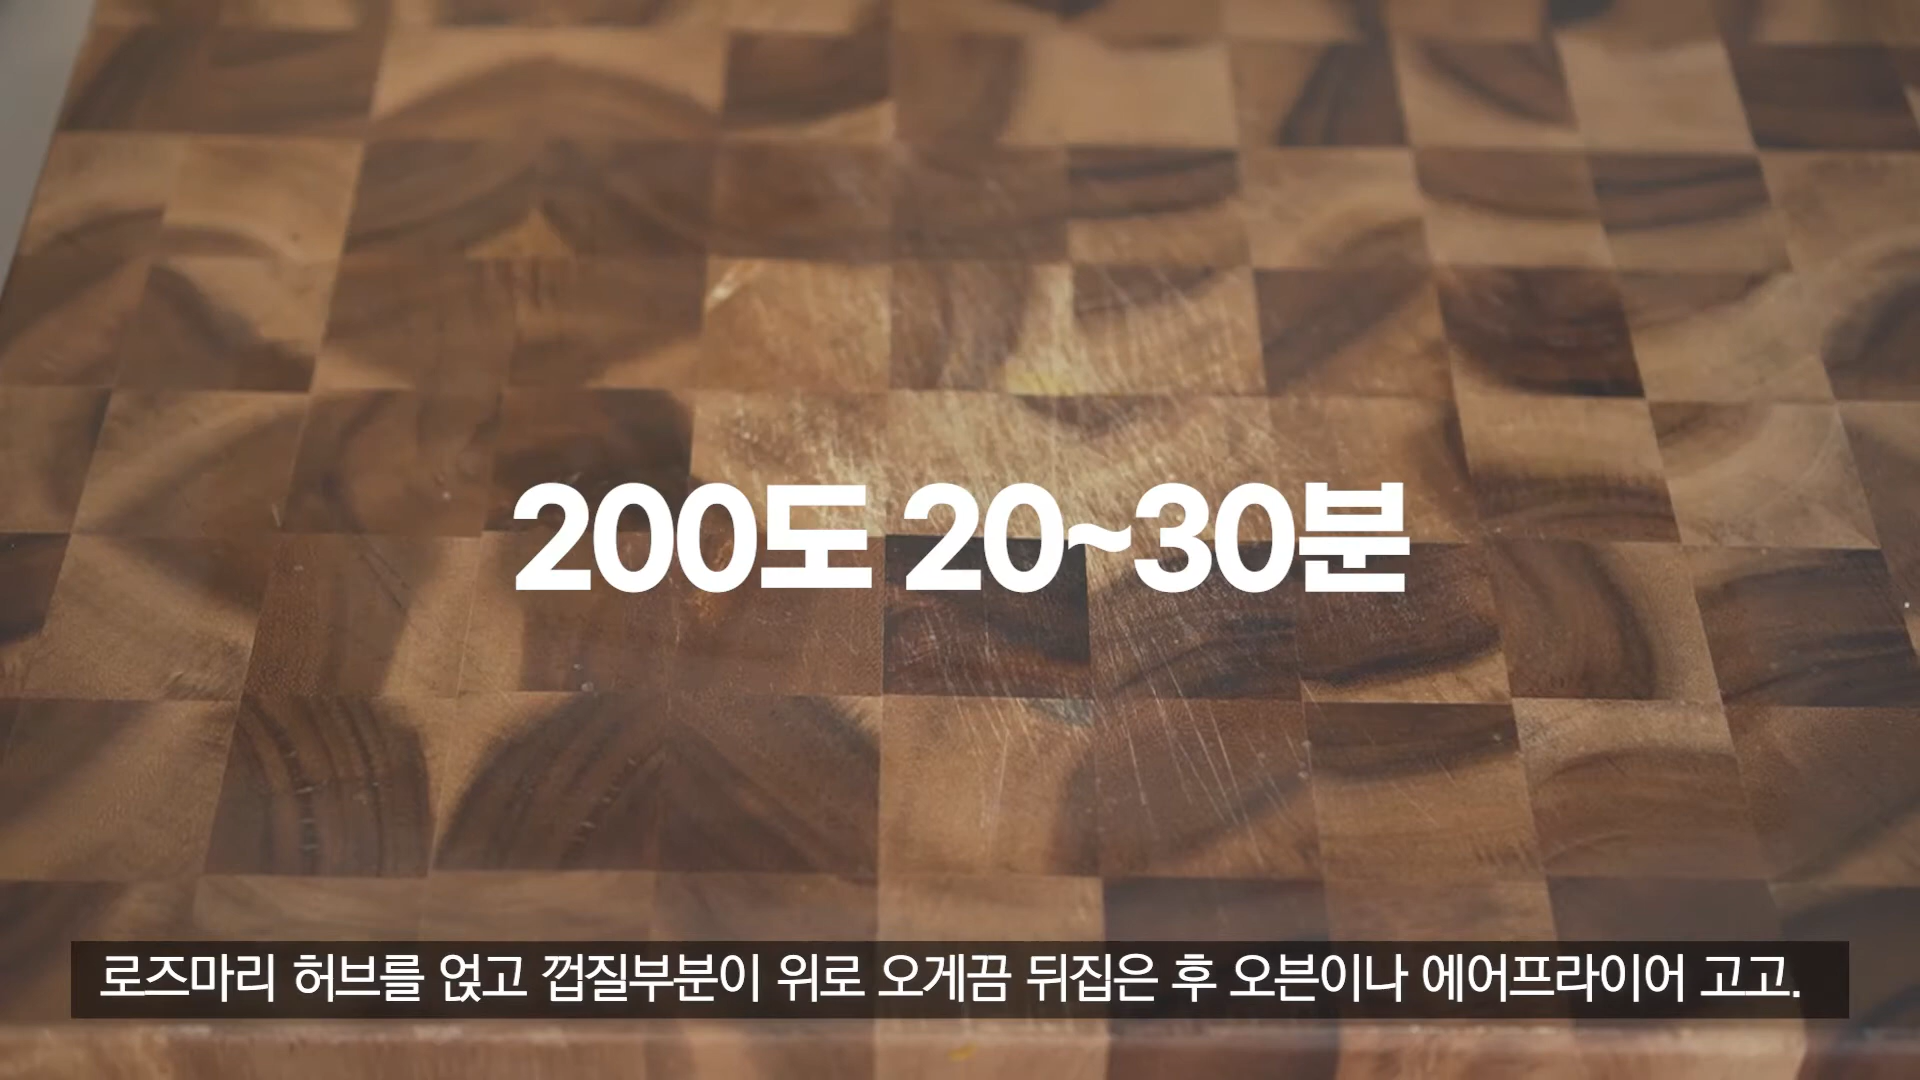 200도 20~30분
로즈마리 허브를 얹고 껍질부분이 위로 오게끔 뒤집은 후 오븐이나 에어프라이어 고고.